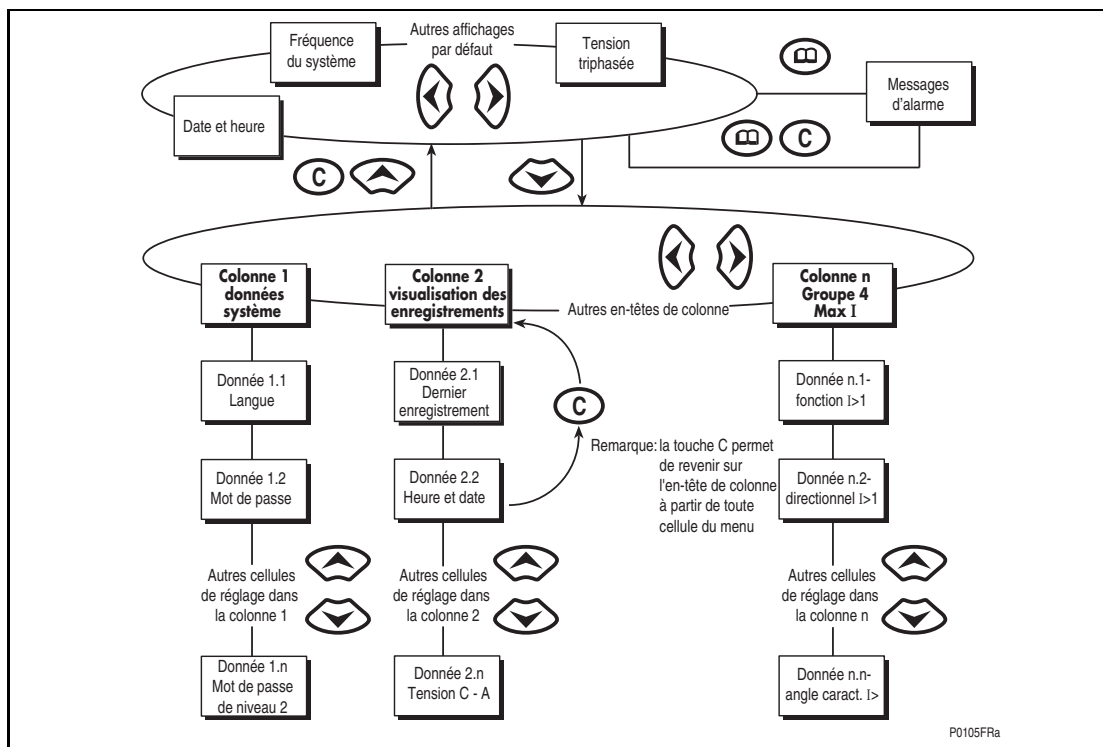 Fréquence
du système
Autres affichages
par défaut
Tension
triphasée
Date et heure
Messages
d'alarme
C
C
Colonne 1
données
système
Colonne 2
visualisation des
enregistrements
Autres en-têtes de colonne
Colonne n
Groupe 4
Max I
Donnée 1.1
Langue
Donnée 2.1
Dernier
enregistrement
C
Donnée n.1-
fonction I>1
Donnée 1.2
Mot de passe
Donnée 2.2
Heure et date
Remarque: la touche C permet
de revenir sur
l'en-tête de colonne
à partir de toute
cellule du menu
Donnée n.2-
directionnel I>1
Autres cellules
de réglage dans
la colonne 1
Autres cellules
de réglage dans
la colonne 2
Autres cellules
de réglage dans
la colonne n
Donnée 1.n
Mot de passe
de niveau 2
Donnée 2.n
Tension C - A
Donnée n.n-
angle caract. I>
P0105FRa